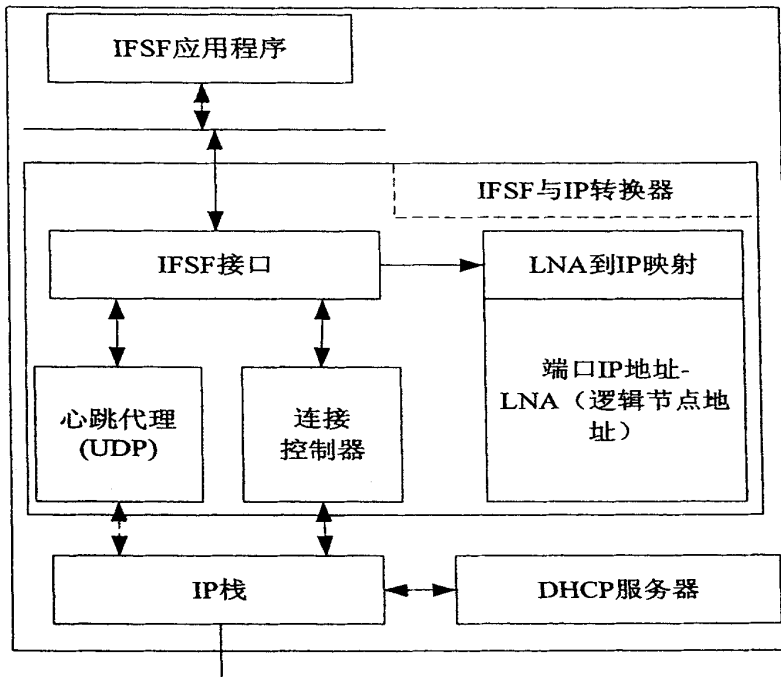 IFSF应用程序
IFSF与IP转换器
IFSF接口
LNA到IP映射
端口IP地址-
LNA（逻辑节点地
址）
心跳代理
(UDP)
连接
控制器
IP栈
DHCP服务器